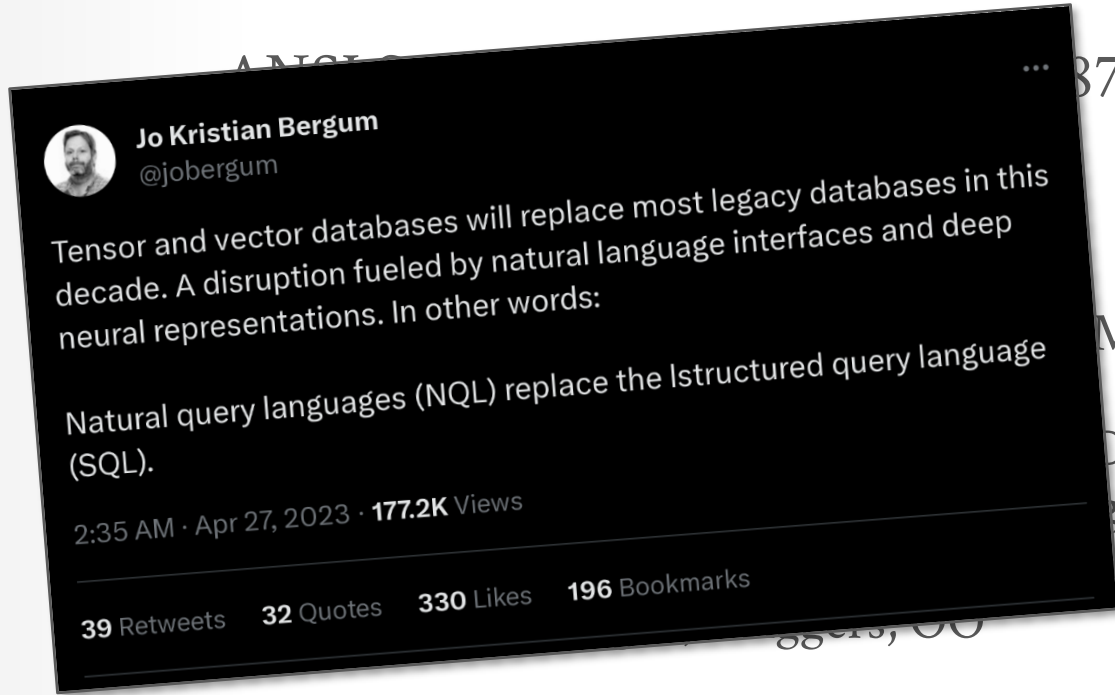 Jo Kristian Bergum
@jobergum
Tensor and vector databases will replace most legacy databases in this
decade. A disruption fueled by natural language interfaces and deep
neural representations. In other words:
Natural query languages (NQL) replace the lstructured query language
(SQL).
2:35 AM · Apr 27, 2023 · 177.2K Views
39 Retweets 32 Quotes 330 Likes 196 Bookmarks